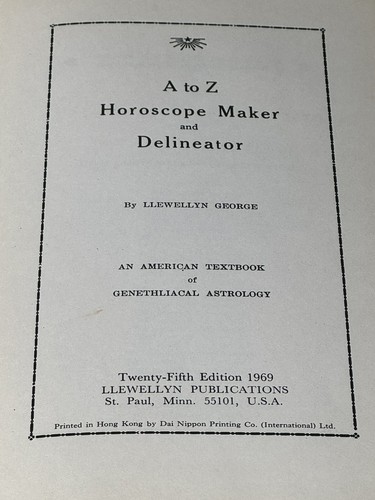 A to Z
Horoscope Maker
and
Delineator
By LLEWELLYN GEORGE
AN AMERICAN TEXTBOOK
of
GENETHLIACAL ASTROLOGY
Twenty-Fifth Edition 1969
LLEWELLYN PUBLICATIONS
St. Paul, Minn. 55101, U.S.A.
Printed in Hong Kong by Dai Nippon Printing Co. (International) Ltd.